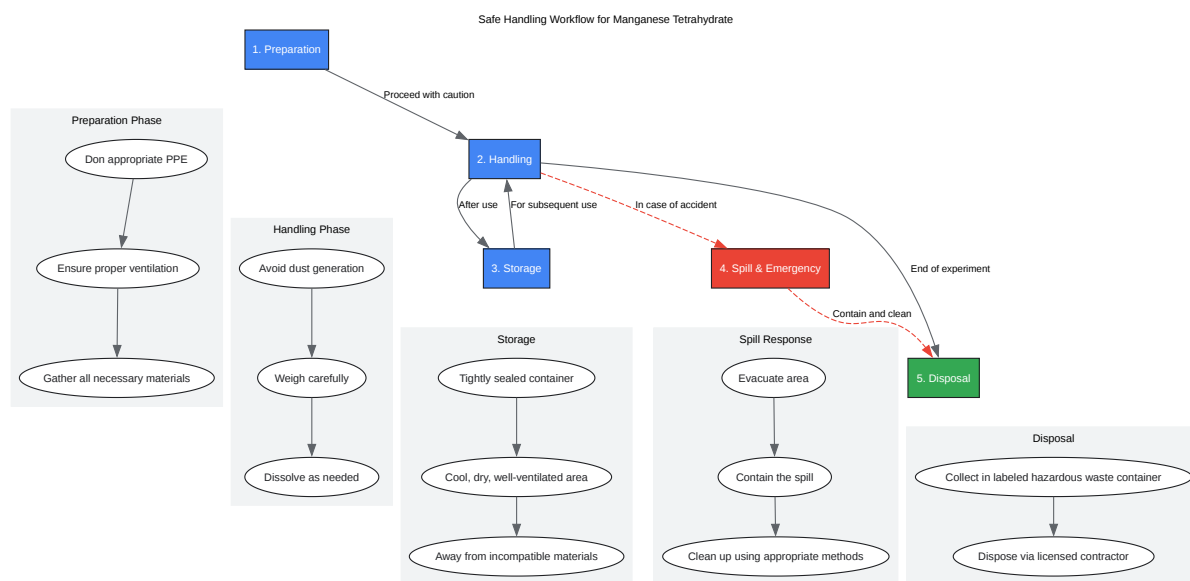 Safe Handling Workflow for Manganese Tetrahydrate
1. Preparation
Proceed with caution
Preparation Phase
Don appropriate PPE
Ensure proper ventilation
Gather all necessary materials
2. Handling
After use
For subsequent use
In case of accident
End of experiment
Handling Phase
Avoid dust generation
Weigh carefully
Dissolve as needed
3. Storage
4. Spill & Emergency
Contain and clean
5. Disposal
Storage
Tightly sealed container
Cool, dry, well-ventilated area
Away from incompatible materials
Spill Response
Evacuate area
Contain the spill
Clean up using appropriate methods
Disposal
Collect in labeled hazardous waste container
Dispose via licensed contractor